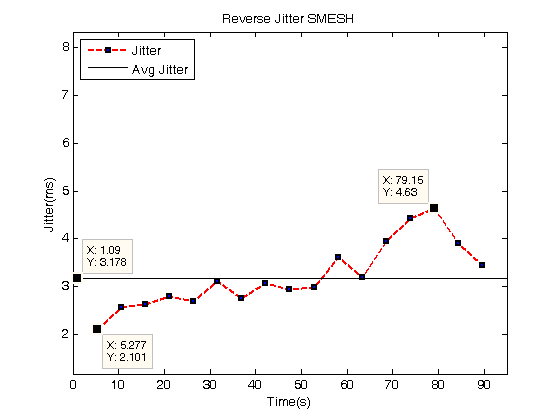 Reverse Jitter SMESH
Jitter
Avg Jitter
8
7
6
5
4
3
2
Jitter(ms)
X: 79.15
Y: 4.63
X: 1.09
Y: 3.178
X: 5.277
Y: 2.101
0 10 20 30 40 50 60 70 80 90
Time(s)